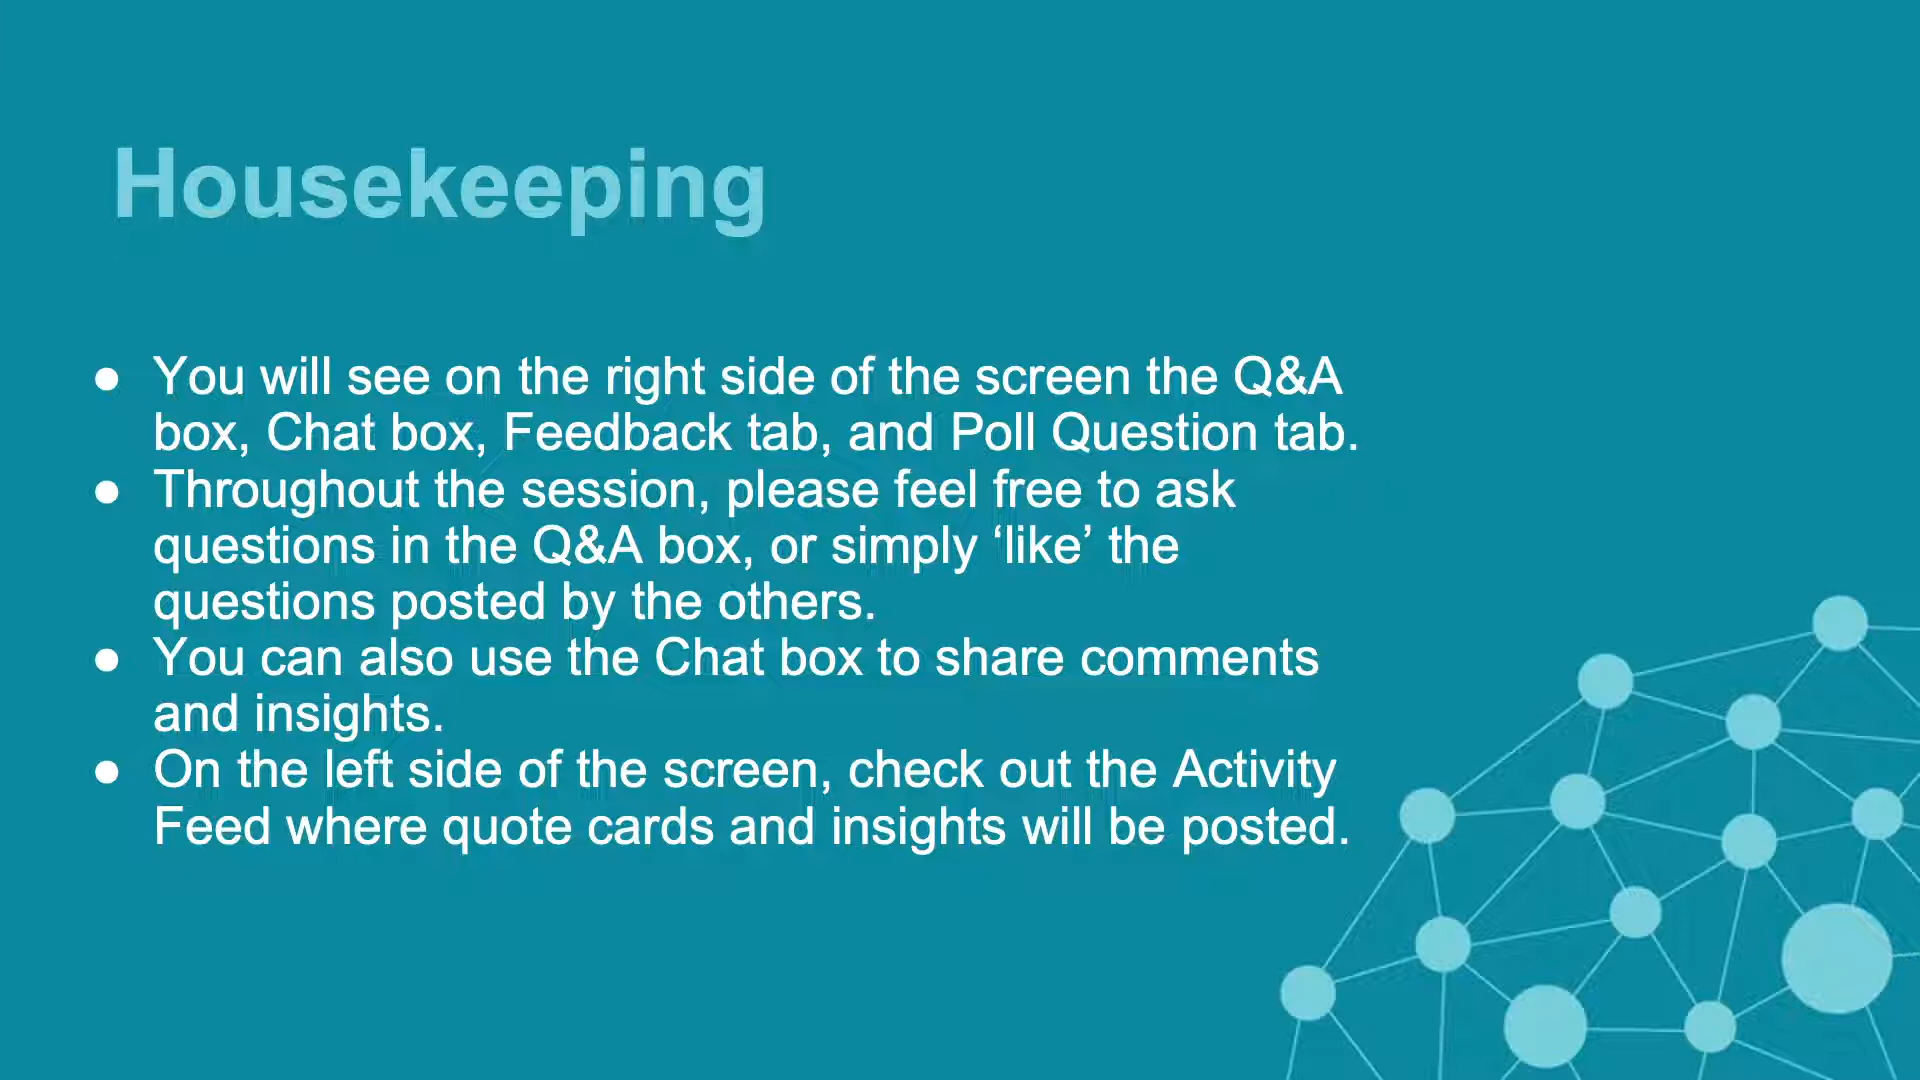 Housekeeping
● You will see on the right side of the screen the Q&A
box, Chat box, Feedback tab, and Poll Question tab.
● Throughout the session, please feel free to ask
questions in the Q&A box, or simply ‘like’ the
questions posted by the others.
● You can also use the Chat box to share comments
and insights.
● On the left side of the screen, check out the Activity
Feed where quote cards and insights will be posted.